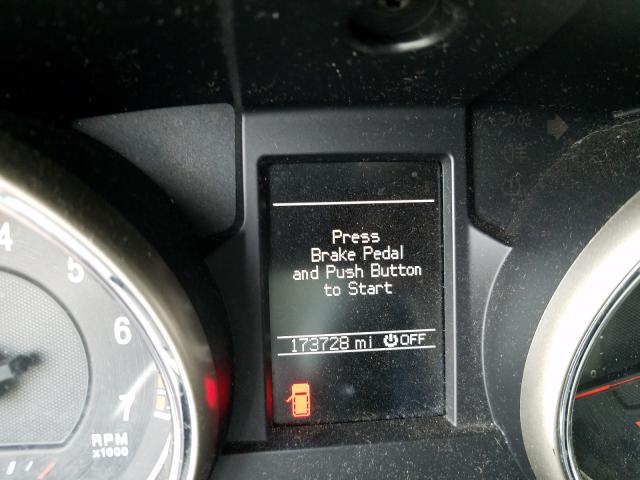 Press
Brake Pedal
and Push Button
to Start
173728 mi OFF
4
5
6
7
RPM
x1000